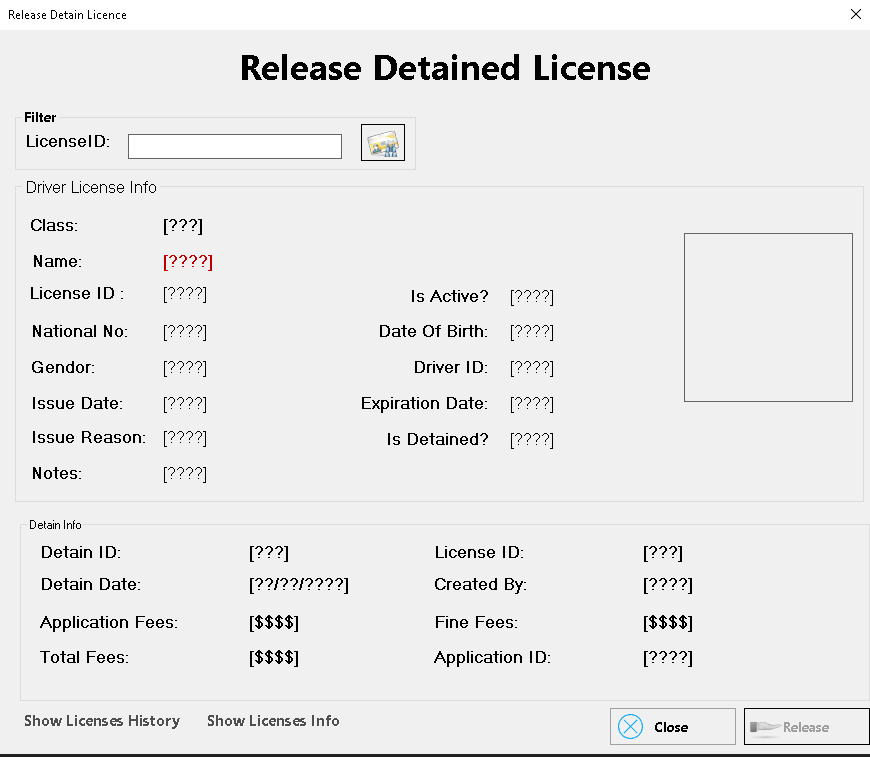 Release Detain Licence
Release Detained License
Filter
LicenseID:
Driver License Info
Class: [???]
Name: [????]
License ID : [????] Is Active? [????]
National No: [????] Date Of Birth: [????]
Gendor: [????] Driver ID: [????]
Issue Date: [????] Expiration Date: [????]
Issue Reason: [????] Is Detained? [????]
Notes: [????]
Detain Info
Detain ID: [???] License ID: [???]
Detain Date: [??/??/????] Created By: [????]
Application Fees: [$$$$] Fine Fees: [$$$$]
Total Fees: [$$$$] Application ID: [????]
Show Licenses History Show Licenses Info Close Release